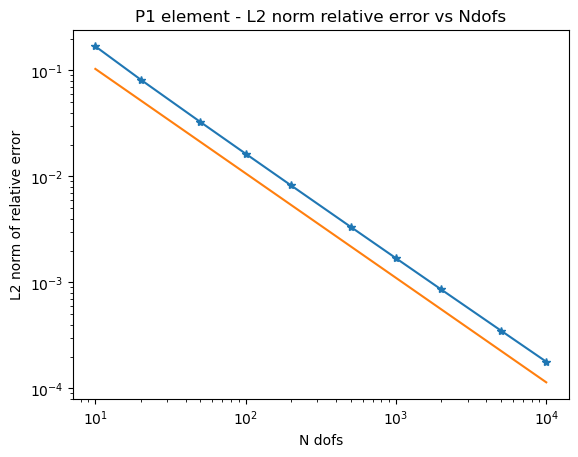 P1 element - L2 norm relative error vs Ndofs
L2 norm of relative error
10⁻¹
10⁻²
10⁻³
10⁻⁴
10¹
10²
10³
10⁴
N dofs